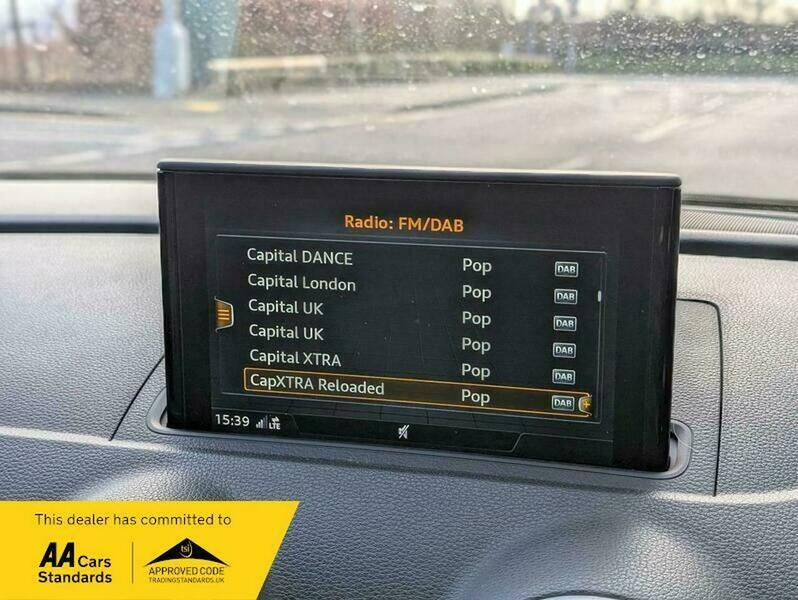 Radio: FM/DAB
Capital DANCE Pop DAB
Capital London Pop DAB
Capital UK Pop DAB
Capital UK Pop DAB
Capital XTRA Pop DAB
CapXTRA Reloaded Pop DAB
15:39 LTE
This dealer has committed to
AA Cars
Standards
tsi
APPROVED CODE
TRADINGSTANDARDS.UK